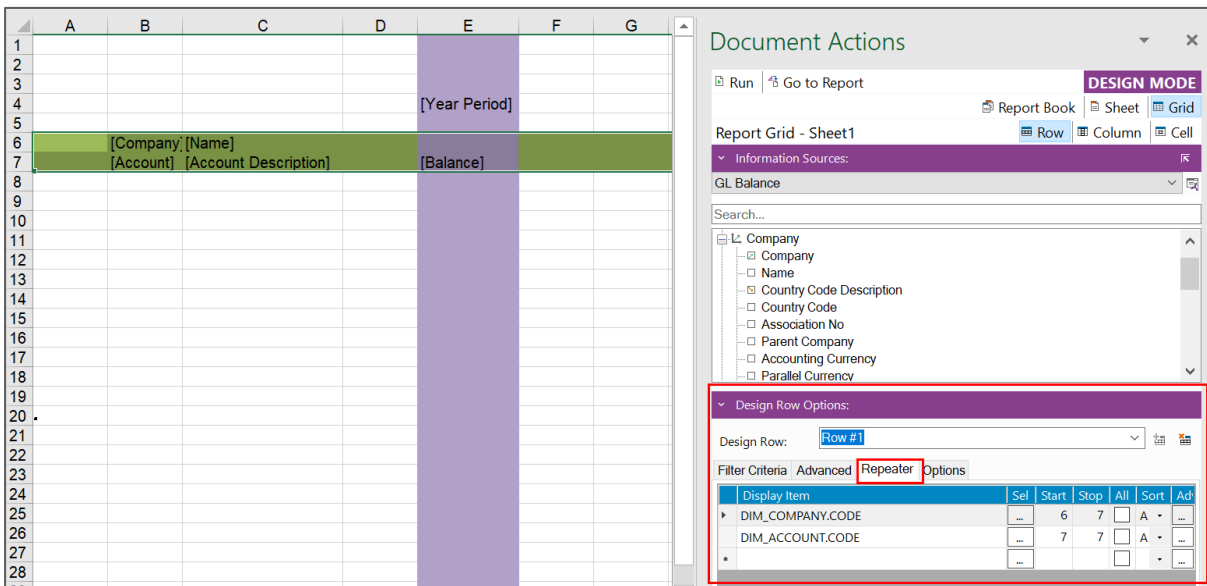 A B C D E F G
1
2
3
4 [Year Period]
5
6 [Company [Name]
7 [Account] [Account Description] [Balance]
8
9
10
11
12
13
14
15
16
17
18
19
20 .
21
22
23
24
25
26
27
28
Document Actions
Run Go to Report DESIGN MODE
Report Book Sheet Grid
Report Grid - Sheet1 Row Column Cell
Information Sources:
GL Balance
Search...
Company
Company
Name
Country Code Description
Country Code
Association No
Parent Company
Accounting Currency
Parallel Currency
Design Row Options:
Design Row: Row #1
Filter Criteria Advanced Repeater Options
Display Item Sel Start Stop All Sort Adv
DIM_COMPANY.CODE ... 6 7 A ...
DIM_ACCOUNT.CODE ... 7 7 A ...
... ...